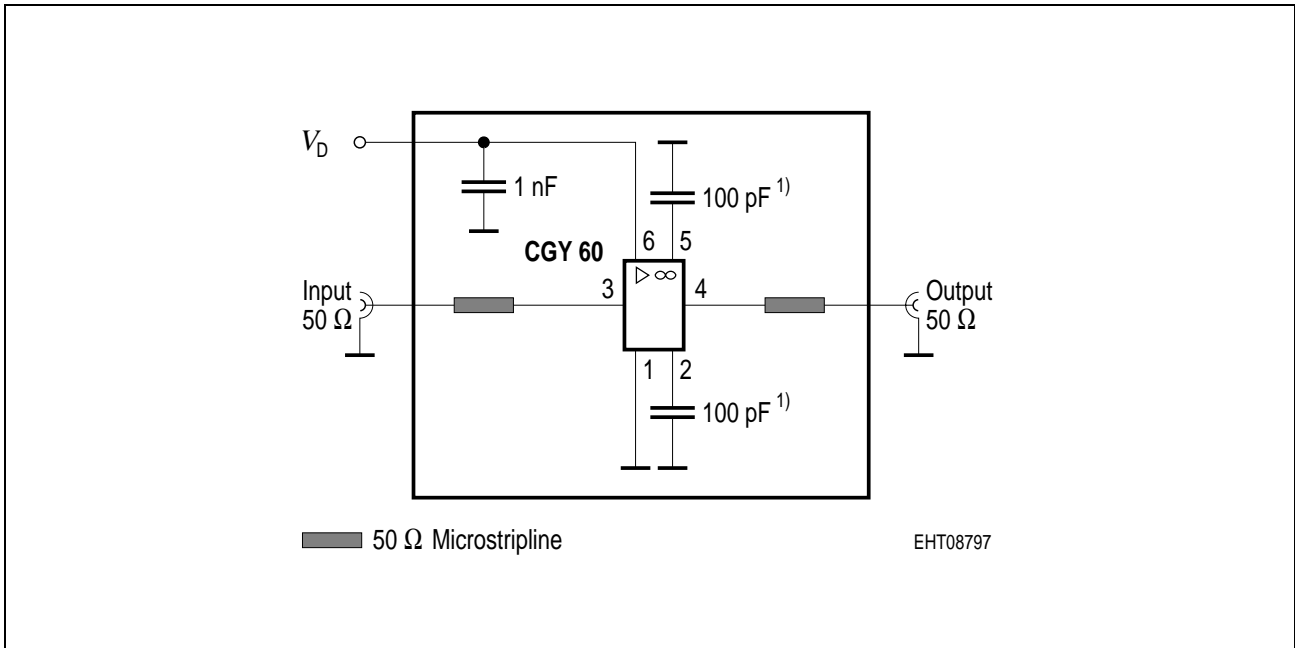 V_D
1 nF
100 pF 1)
CGY 60
6 5
3 4
1 2
Input
50 Ω
Output
50 Ω
100 pF 1)
50 Ω Microstripline
EHT08797